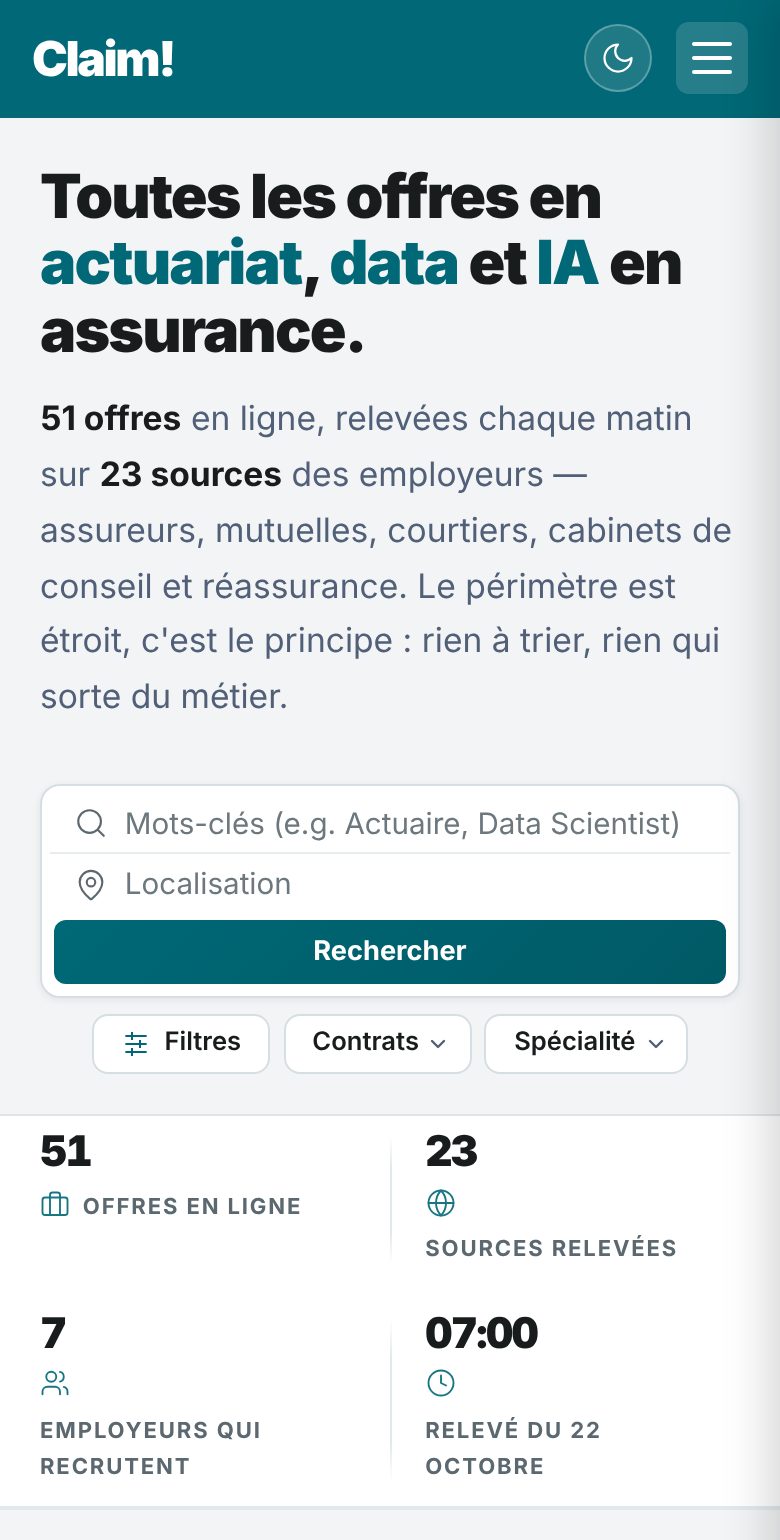 Claim!
Toutes les offres en
actuariat, data et IA en
assurance.
51 offres en ligne, relevées chaque matin
sur 23 sources des employeurs —
assureurs, mutuelles, courtiers, cabinets de
conseil et réassurance. Le périmètre est
étroit, c'est le principe : rien à trier, rien qui
sorte du métier.
Mots-clés (e.g. Actuaire, Data Scientist)
Localisation
Rechercher
Filtres
Contrats
Spécialité
51
OFFRES EN LIGNE
23
SOURCES RELEVÉES
7
EMPLOYEURS QUI
RECRUTENT
07:00
RELEVÉ DU 22
OCTOBRE